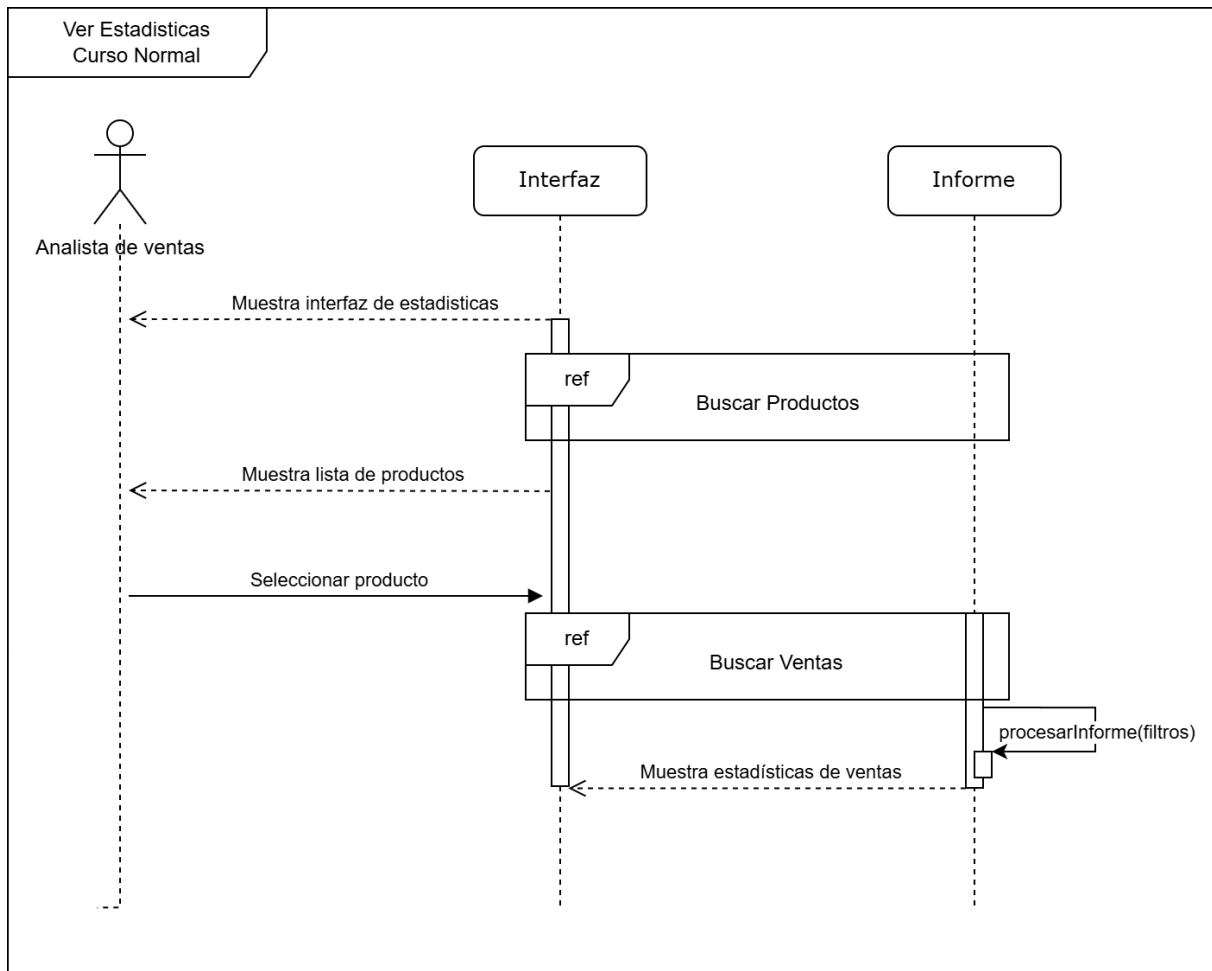 Ver Estadisticas
Curso Normal
Interfaz
Informe
Analista de ventas
Muestra interfaz de estadisticas
ref
Buscar Productos
Muestra lista de productos
Seleccionar producto
ref
Buscar Ventas
procesarInforme(filtros)
Muestra estadísticas de ventas